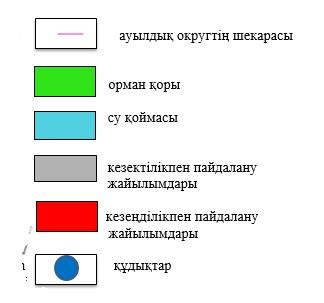 ауылдық округтің шекарасы
орман қоры
су қоймасы
кезектілікпен пайдалану
жайылымдары
кезеңділікпен пайдалану
жайылымдары
құдықтар